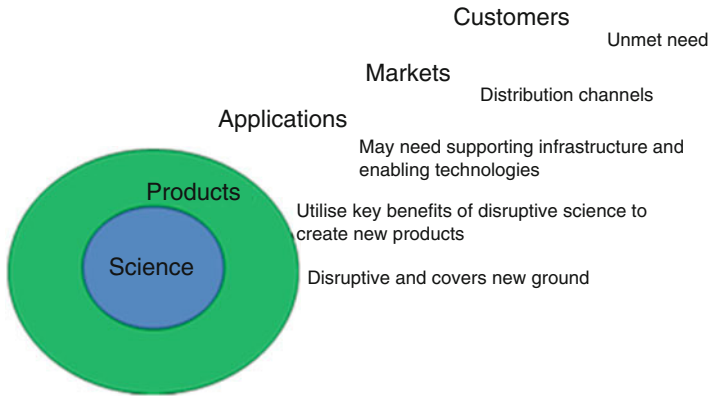 Customers
Unmet need
Markets
Distribution channels
Applications
May need supporting infrastructure and
enabling technologies
Products
Utilise key benefits of disruptive science to
create new products
Science
Disruptive and covers new ground